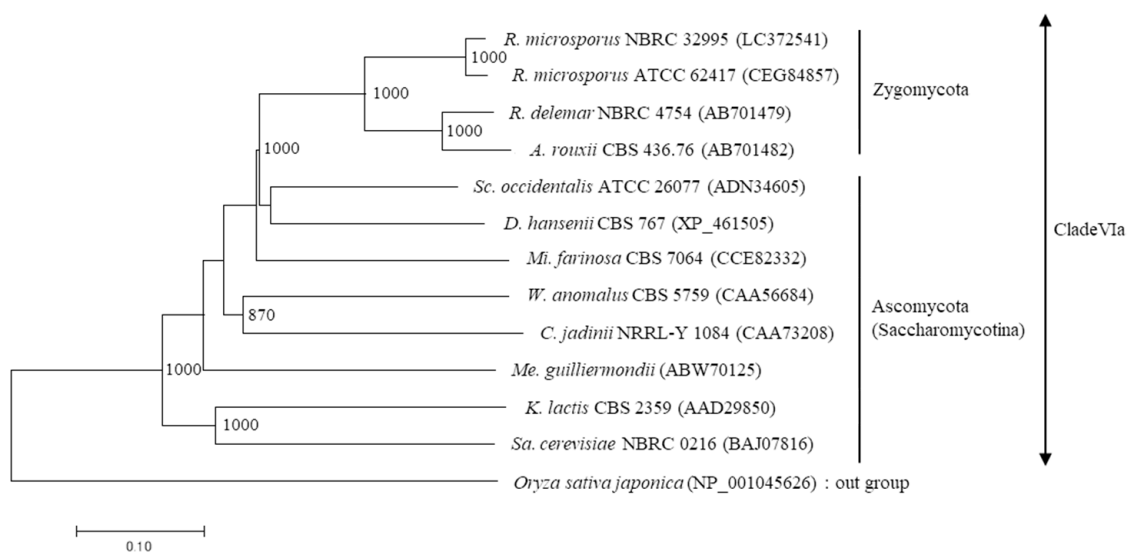 R. microsporus NBRC 32995 (LC372541)
1000
R. microsporus ATCC 62417 (CEG84857)
1000
Zygomycota
R. delemar NBRC 4754 (AB701479)
1000
A. rouxii CBS 436.76 (AB701482)
1000
Sc. occidentalis ATCC 26077 (ADN34605)
D. hansenii CBS 767 (XP_461505)
CladeVIa
Mi. farinosa CBS 7064 (CCE82332)
W. anomalus CBS 5759 (CAA56684)
870
Ascomycota
(Saccharomycotina)
C. jadinii NRRL-Y 1084 (CAA73208)
1000
Me. guilliermondii (ABW70125)
K. lactis CBS 2359 (AAD29850)
1000
Sa. cerevisiae NBRC 0216 (BAJ07816)
Oryza sativa japonica (NP_001045626) : out group
0.10